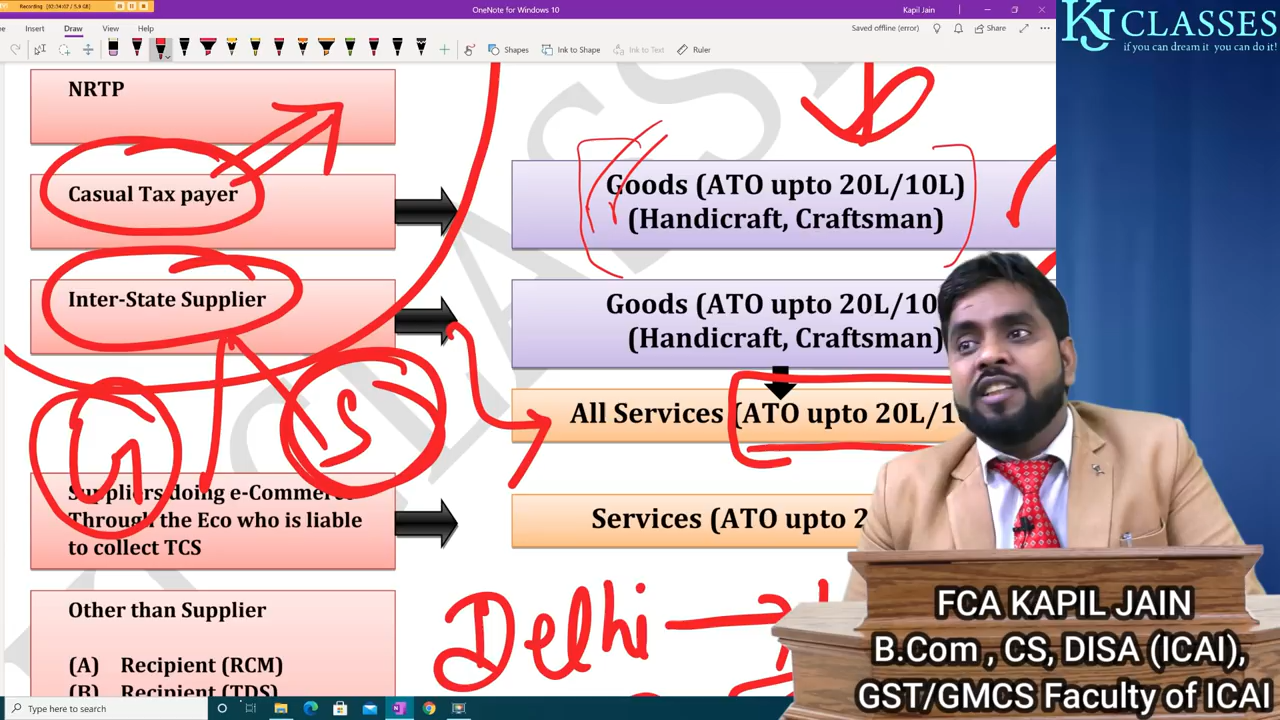 Recording
OneNote for Windows 10
Kapil Jain
Insert
Draw
View
Help
Saved offline (error)
Share
Shapes
Ink to Shape
Ink to Text
Ruler
KJ CLASSES
if you can dream it you can do it!
NRTP
Casual Tax payer
Inter-State Supplier
Suppliers doing e-Commerce
Through the Eco who is liable
to collect TCS
Other than Supplier
(A) Recipient (RCM)
(B) Recipient (TDS)
Goods (ATO upto 20L/10L)
(Handicraft, Craftsman)
Goods (ATO upto 20L/10
(Handicraft, Craftsman)
All Services (ATO upto 20L/1
Services (ATO upto 2
G
S
Delhi
FCA KAPIL JAIN
B.Com , CS, DISA (ICAI),
GST/GMCS Faculty of ICAI
Type here to search